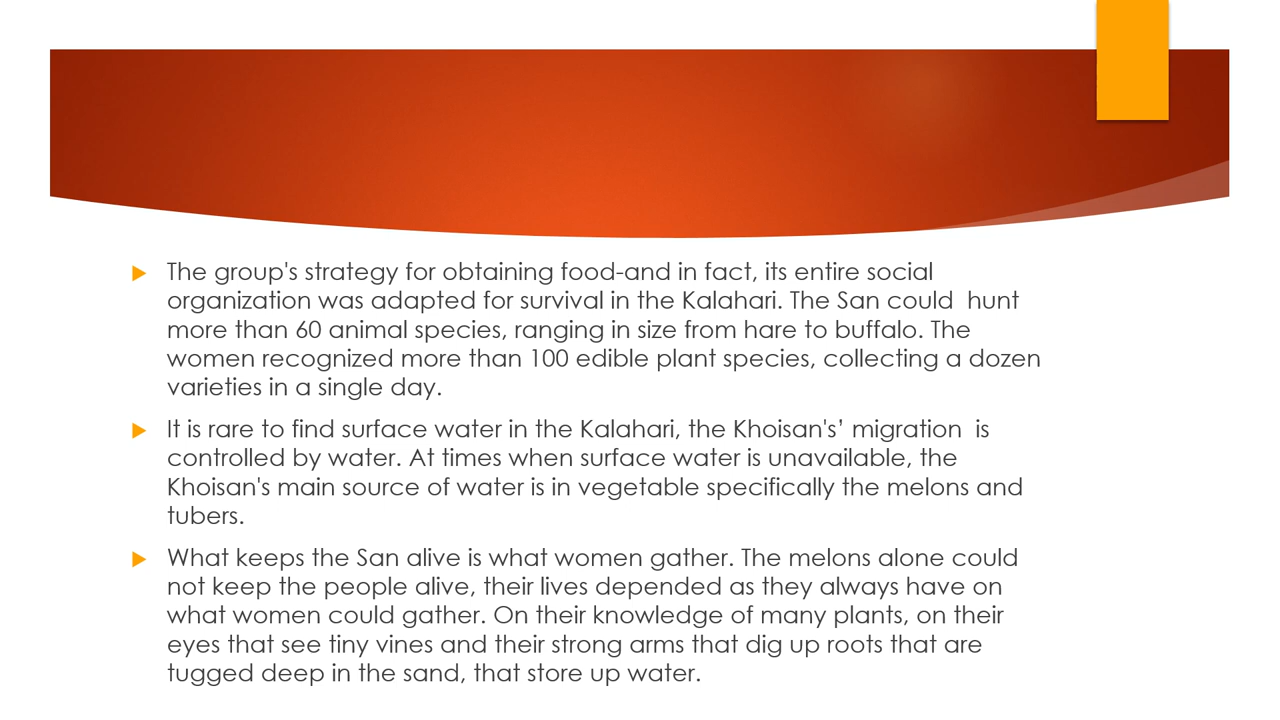 The group's strategy for obtaining food-and in fact, its entire social
organization was adapted for survival in the Kalahari. The San could  hunt
more than 60 animal species, ranging in size from hare to buffalo. The
women recognized more than 100 edible plant species, collecting a dozen
varieties in a single day.
It is rare to find surface water in the Kalahari, the Khoisan's’ migration  is
controlled by water. At times when surface water is unavailable, the
Khoisan's main source of water is in vegetable specifically the melons and
tubers.
What keeps the San alive is what women gather. The melons alone could
not keep the people alive, their lives depended as they always have on
what women could gather. On their knowledge of many plants, on their
eyes that see tiny vines and their strong arms that dig up roots that are
tugged deep in the sand, that store up water.